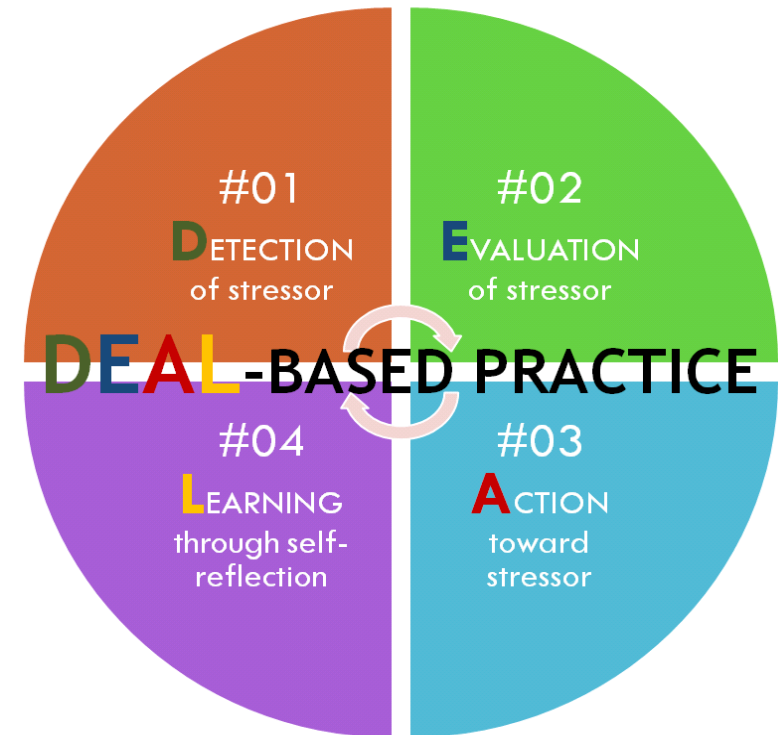 #01
DETECTION
of stressor
#02
EVALUATION
of stressor
DEAL-BASED PRACTICE
#04
LEARNING
through self-
reflection
#03
ACTION
toward
stressor